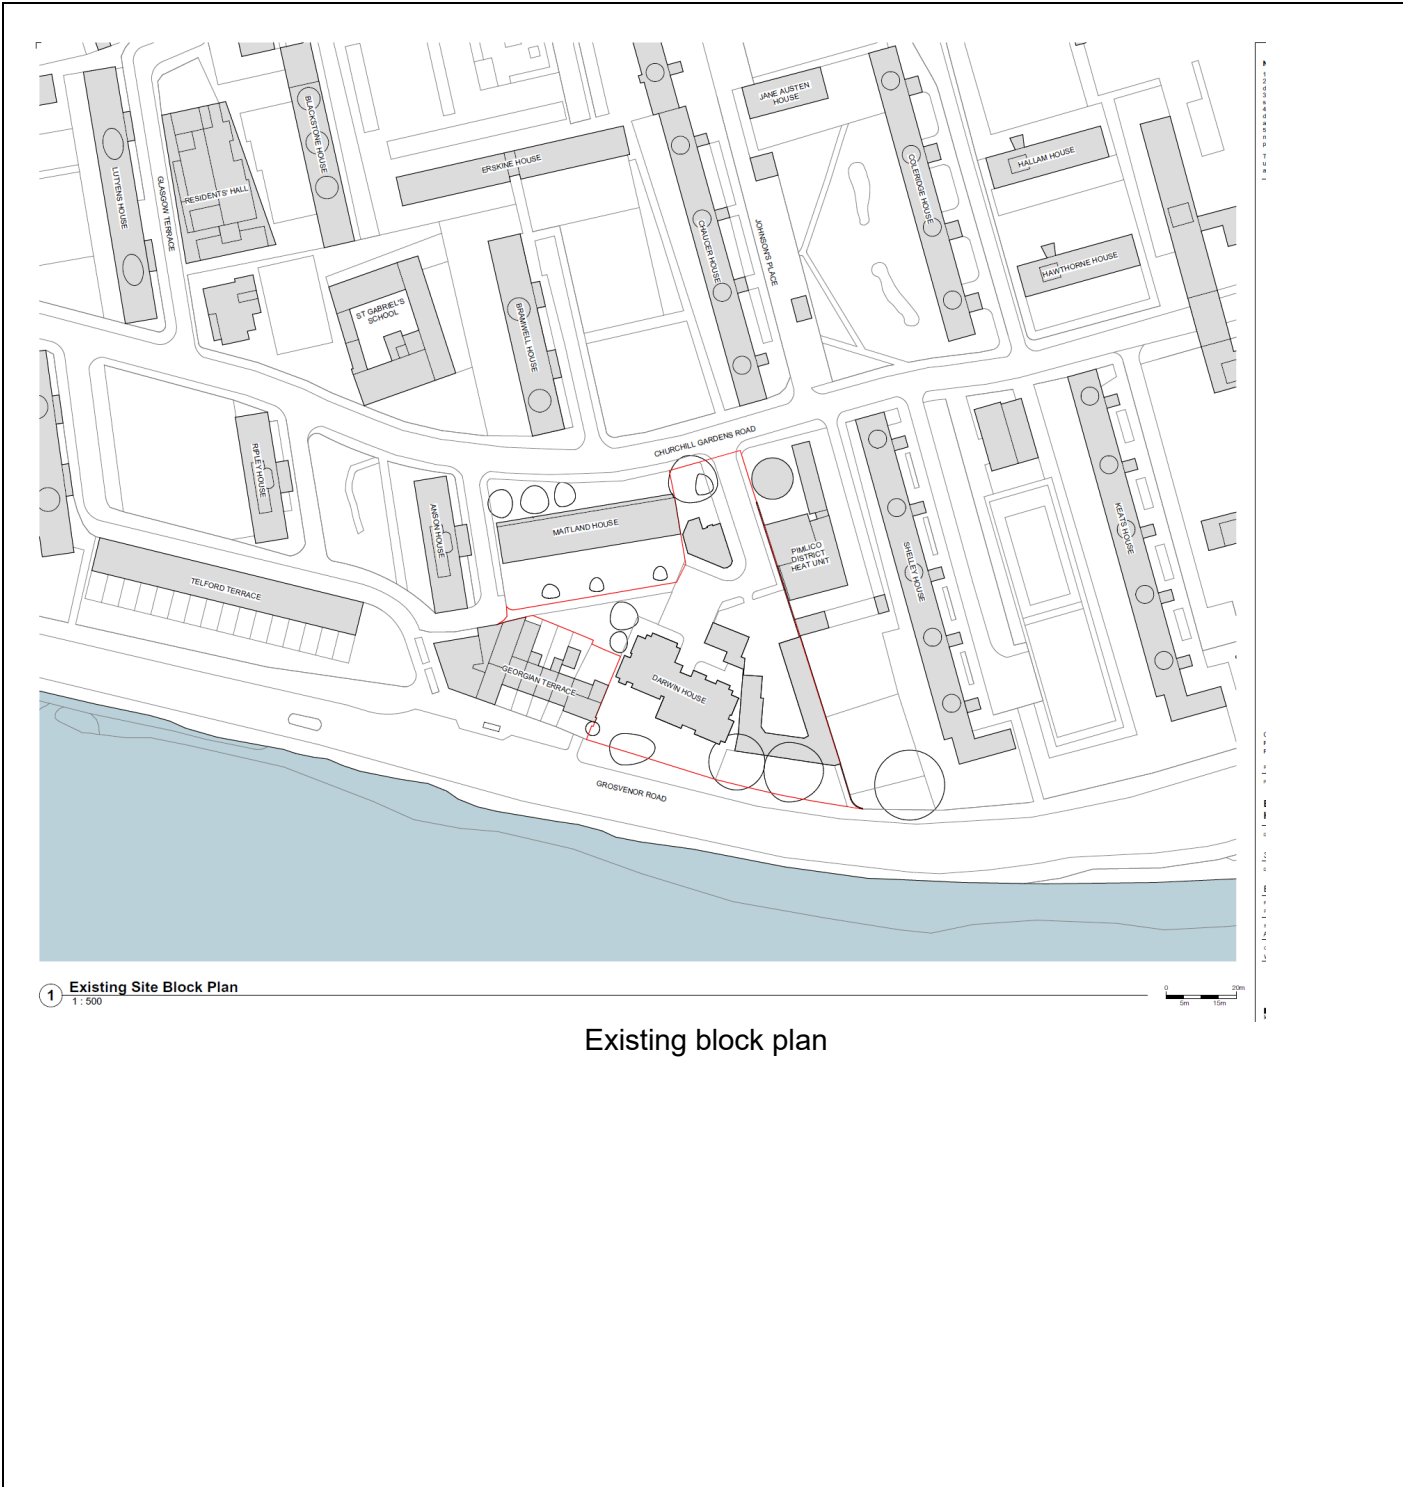 JANE AUSTEN
HOUSE
BLACKSTONE HOUSE
LUTYENS HOUSE
GLASGOW TERRACE
RESIDENTS' HALL
ERSKINE HOUSE
COLERIDGE HOUSE
HALLAM HOUSE
CHAUCER HOUSE
JOHNSON'S PLACE
HAWTHORNE HOUSE
ST GABRIEL'S
SCHOOL
BRAMWELL HOUSE
CHURCHILL GARDENS ROAD
RIPLEY HOUSE
ANSON HOUSE
MAITLAND HOUSE
PIMLICO
DISTRICT
HEAT UNIT
SHELLEY HOUSE
KEATS HOUSE
TELFORD TERRACE
GEORGIAN TERRACE
DARWIN HOUSE
GROSVENOR ROAD
1 Existing Site Block Plan
1 : 500
0 20m
5m 15m
Existing block plan